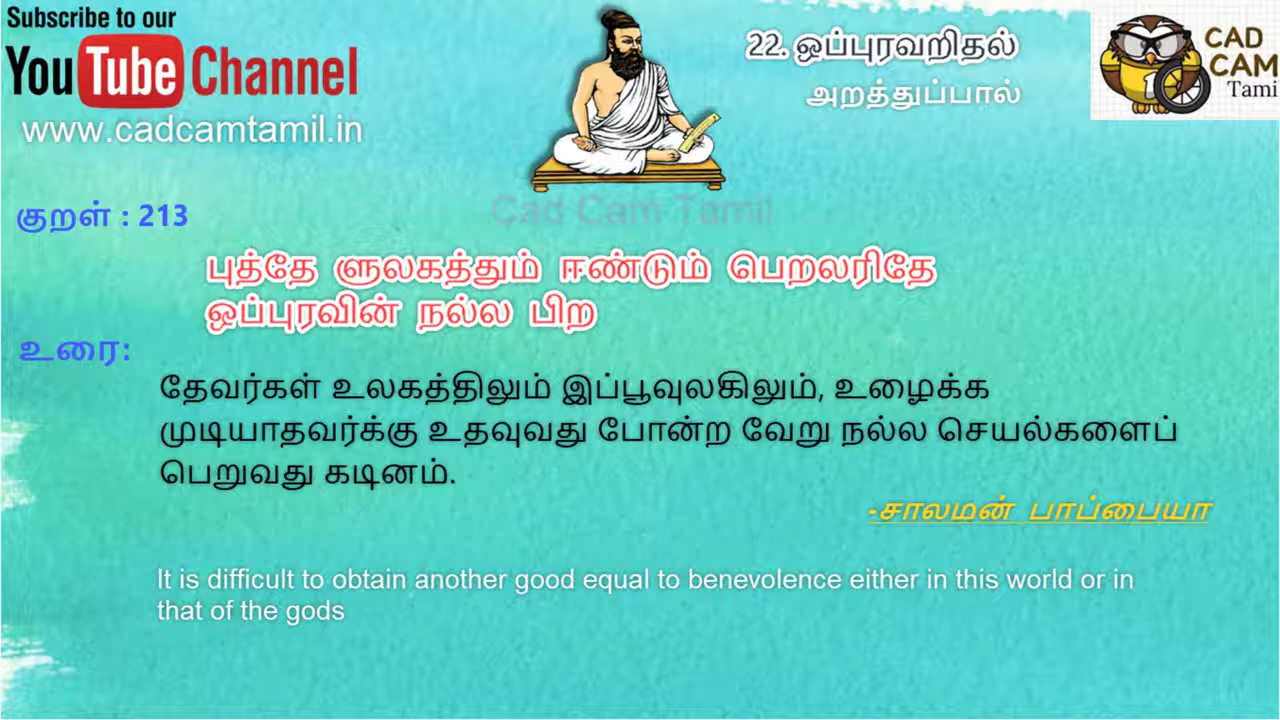 Subscribe to our
YouTube Channel
www.cadcamtamil.in
22. ஒப்புரவறிதல்
அறத்துப்பால்
CAD
CAM
Tamil
Cad Cam Tamil
குறள் : 213
புத்தே ளுலகத்தும் ஈண்டும் பெறலரிதே
ஒப்புரவின் நல்ல பிற
உரை:
தேவர்கள் உலகத்திலும் இப்பூவுலகிலும், உழைக்க
முடியாதவர்க்கு உதவுவது போன்ற வேறு நல்ல செயல்களைப்
பெறுவது கடினம்.
-சாலமன் பாப்பையா
It is difficult to obtain another good equal to benevolence either in this world or in
that of the gods